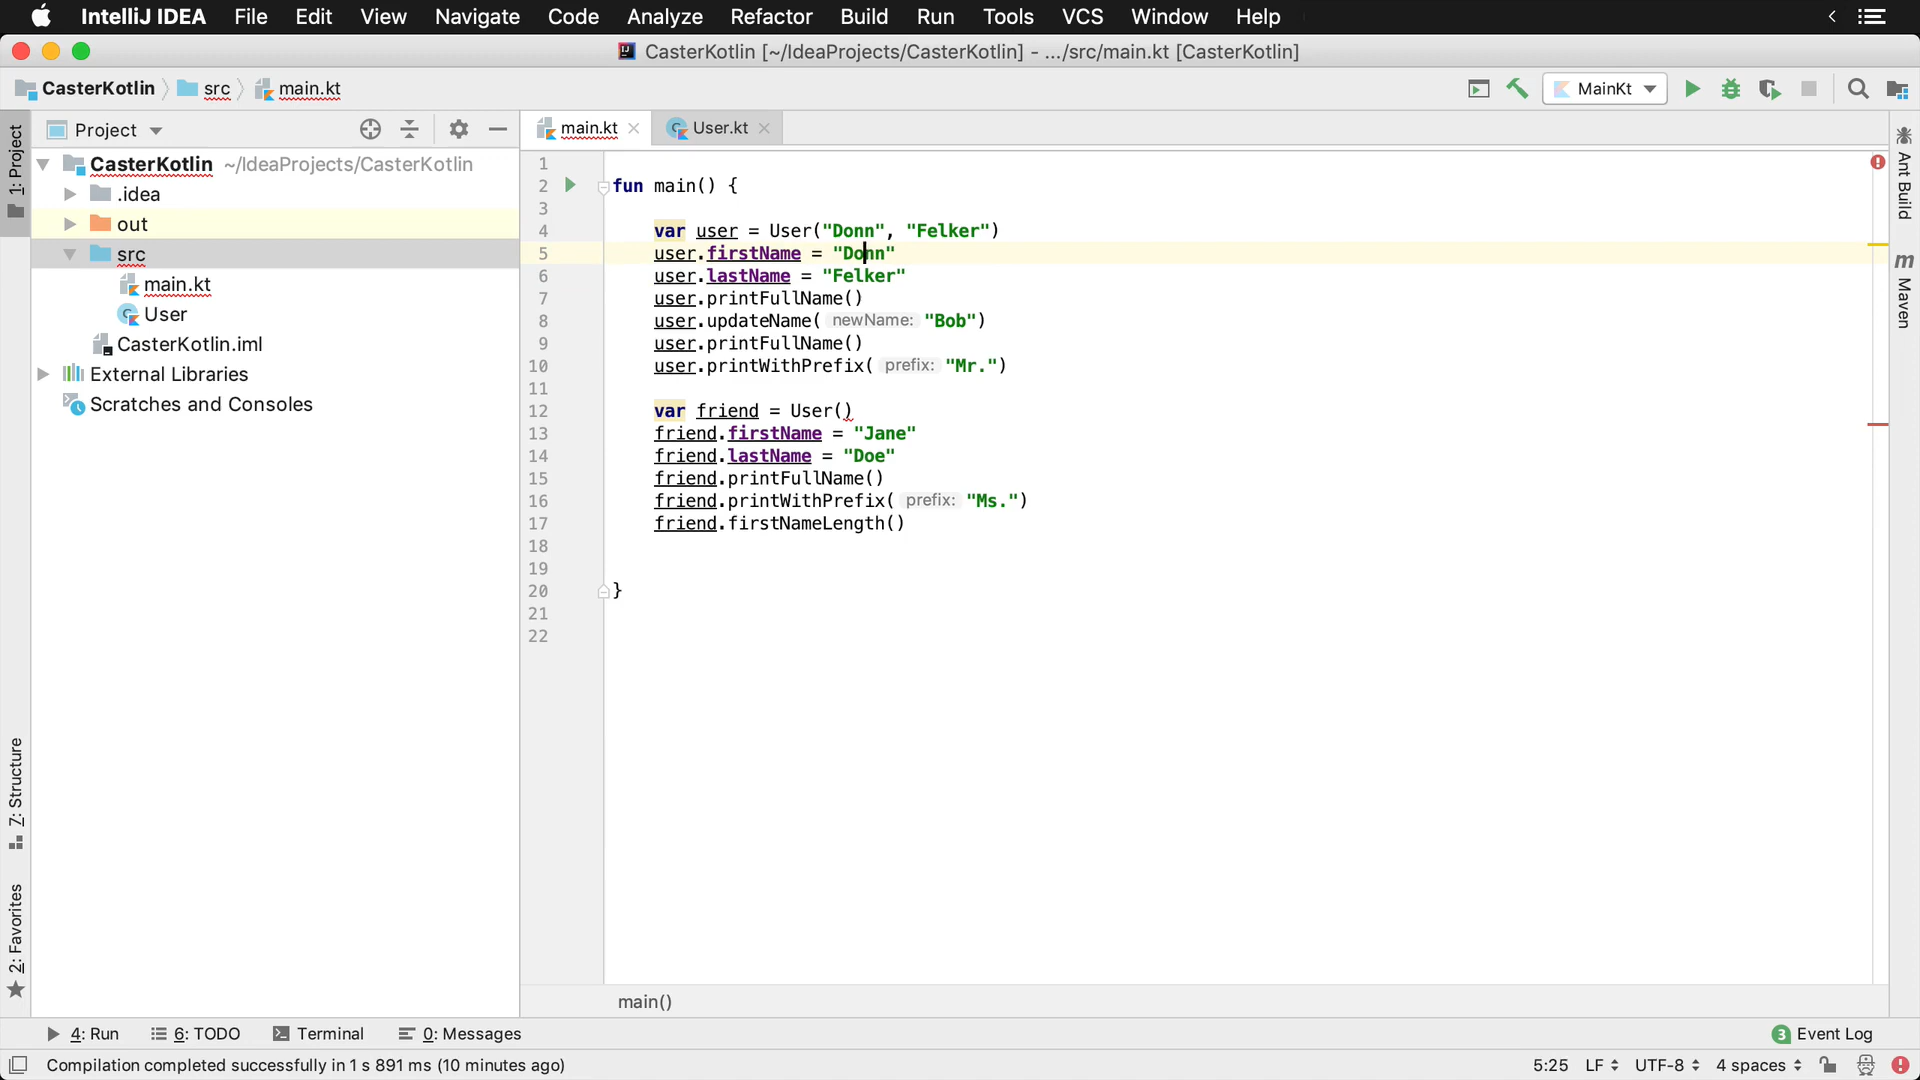 IntelliJ IDEA File Edit View Navigate Code Analyze Refactor Build Run Tools VCS Window Help
CasterKotlin [~/IdeaProjects/CasterKotlin] - .../src/main.kt [CasterKotlin]
CasterKotlin src main.kt MainKt
Project
main.kt User.kt
CasterKotlin ~/IdeaProjects/CasterKotlin
.idea
out
src
main.kt
User
CasterKotlin.iml
External Libraries
Scratches and Consoles
1: Project
Z: Structure
2: Favorites
1
2 fun main() {
3
4 var user = User("Donn", "Felker")
5 user.firstName = "Donn"
6 user.lastName = "Felker"
7 user.printFullName()
8 user.updateName( newName: "Bob")
9 user.printFullName()
10 user.printWithPrefix( prefix: "Mr.")
11
12 var friend = User()
13 friend.firstName = "Jane"
14 friend.lastName = "Doe"
15 friend.printFullName()
16 friend.printWithPrefix( prefix: "Ms.")
17 friend.firstNameLength()
18
19
20 }
21
22
Ant Build
m
Maven
main()
4: Run 6: TODO Terminal 0: Messages 3 Event Log
Compilation completed successfully in 1 s 891 ms (10 minutes ago) 5:25 LF UTF-8 4 spaces